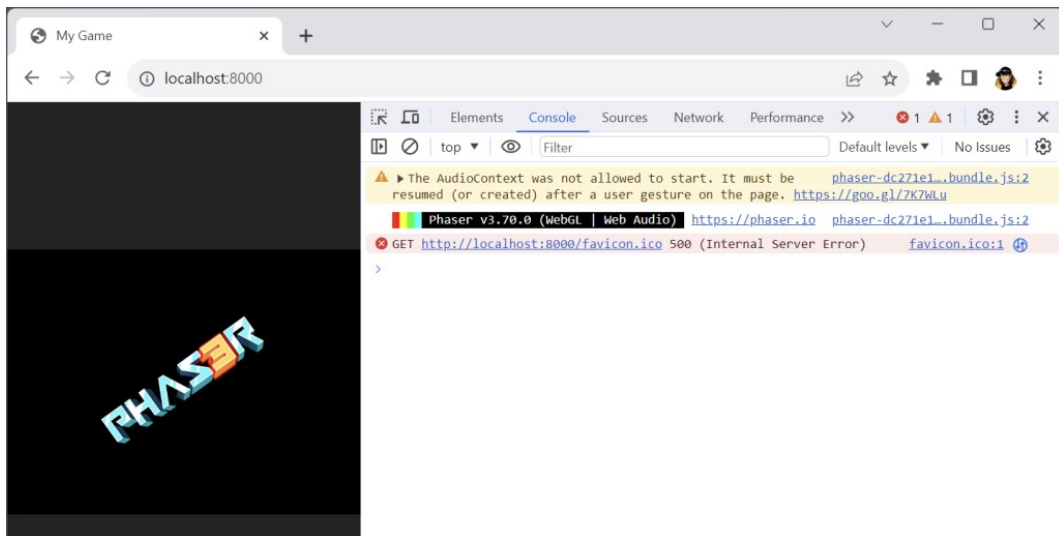 My Game
localhost:8000
Elements Console Sources Network Performance 1 1
top Filter Default levels No Issues
The AudioContext was not allowed to start. It must be phaser-dc271e1….bundle.js:2
resumed (or created) after a user gesture on the page. https://goo.gl/7K7WLu
Phaser v3.70.0 (WebGL | Web Audio) https://phaser.io phaser-dc271e1….bundle.js:2
GET http://localhost:8000/favicon.ico 500 (Internal Server Error) favicon.ico:1
PHAS3R